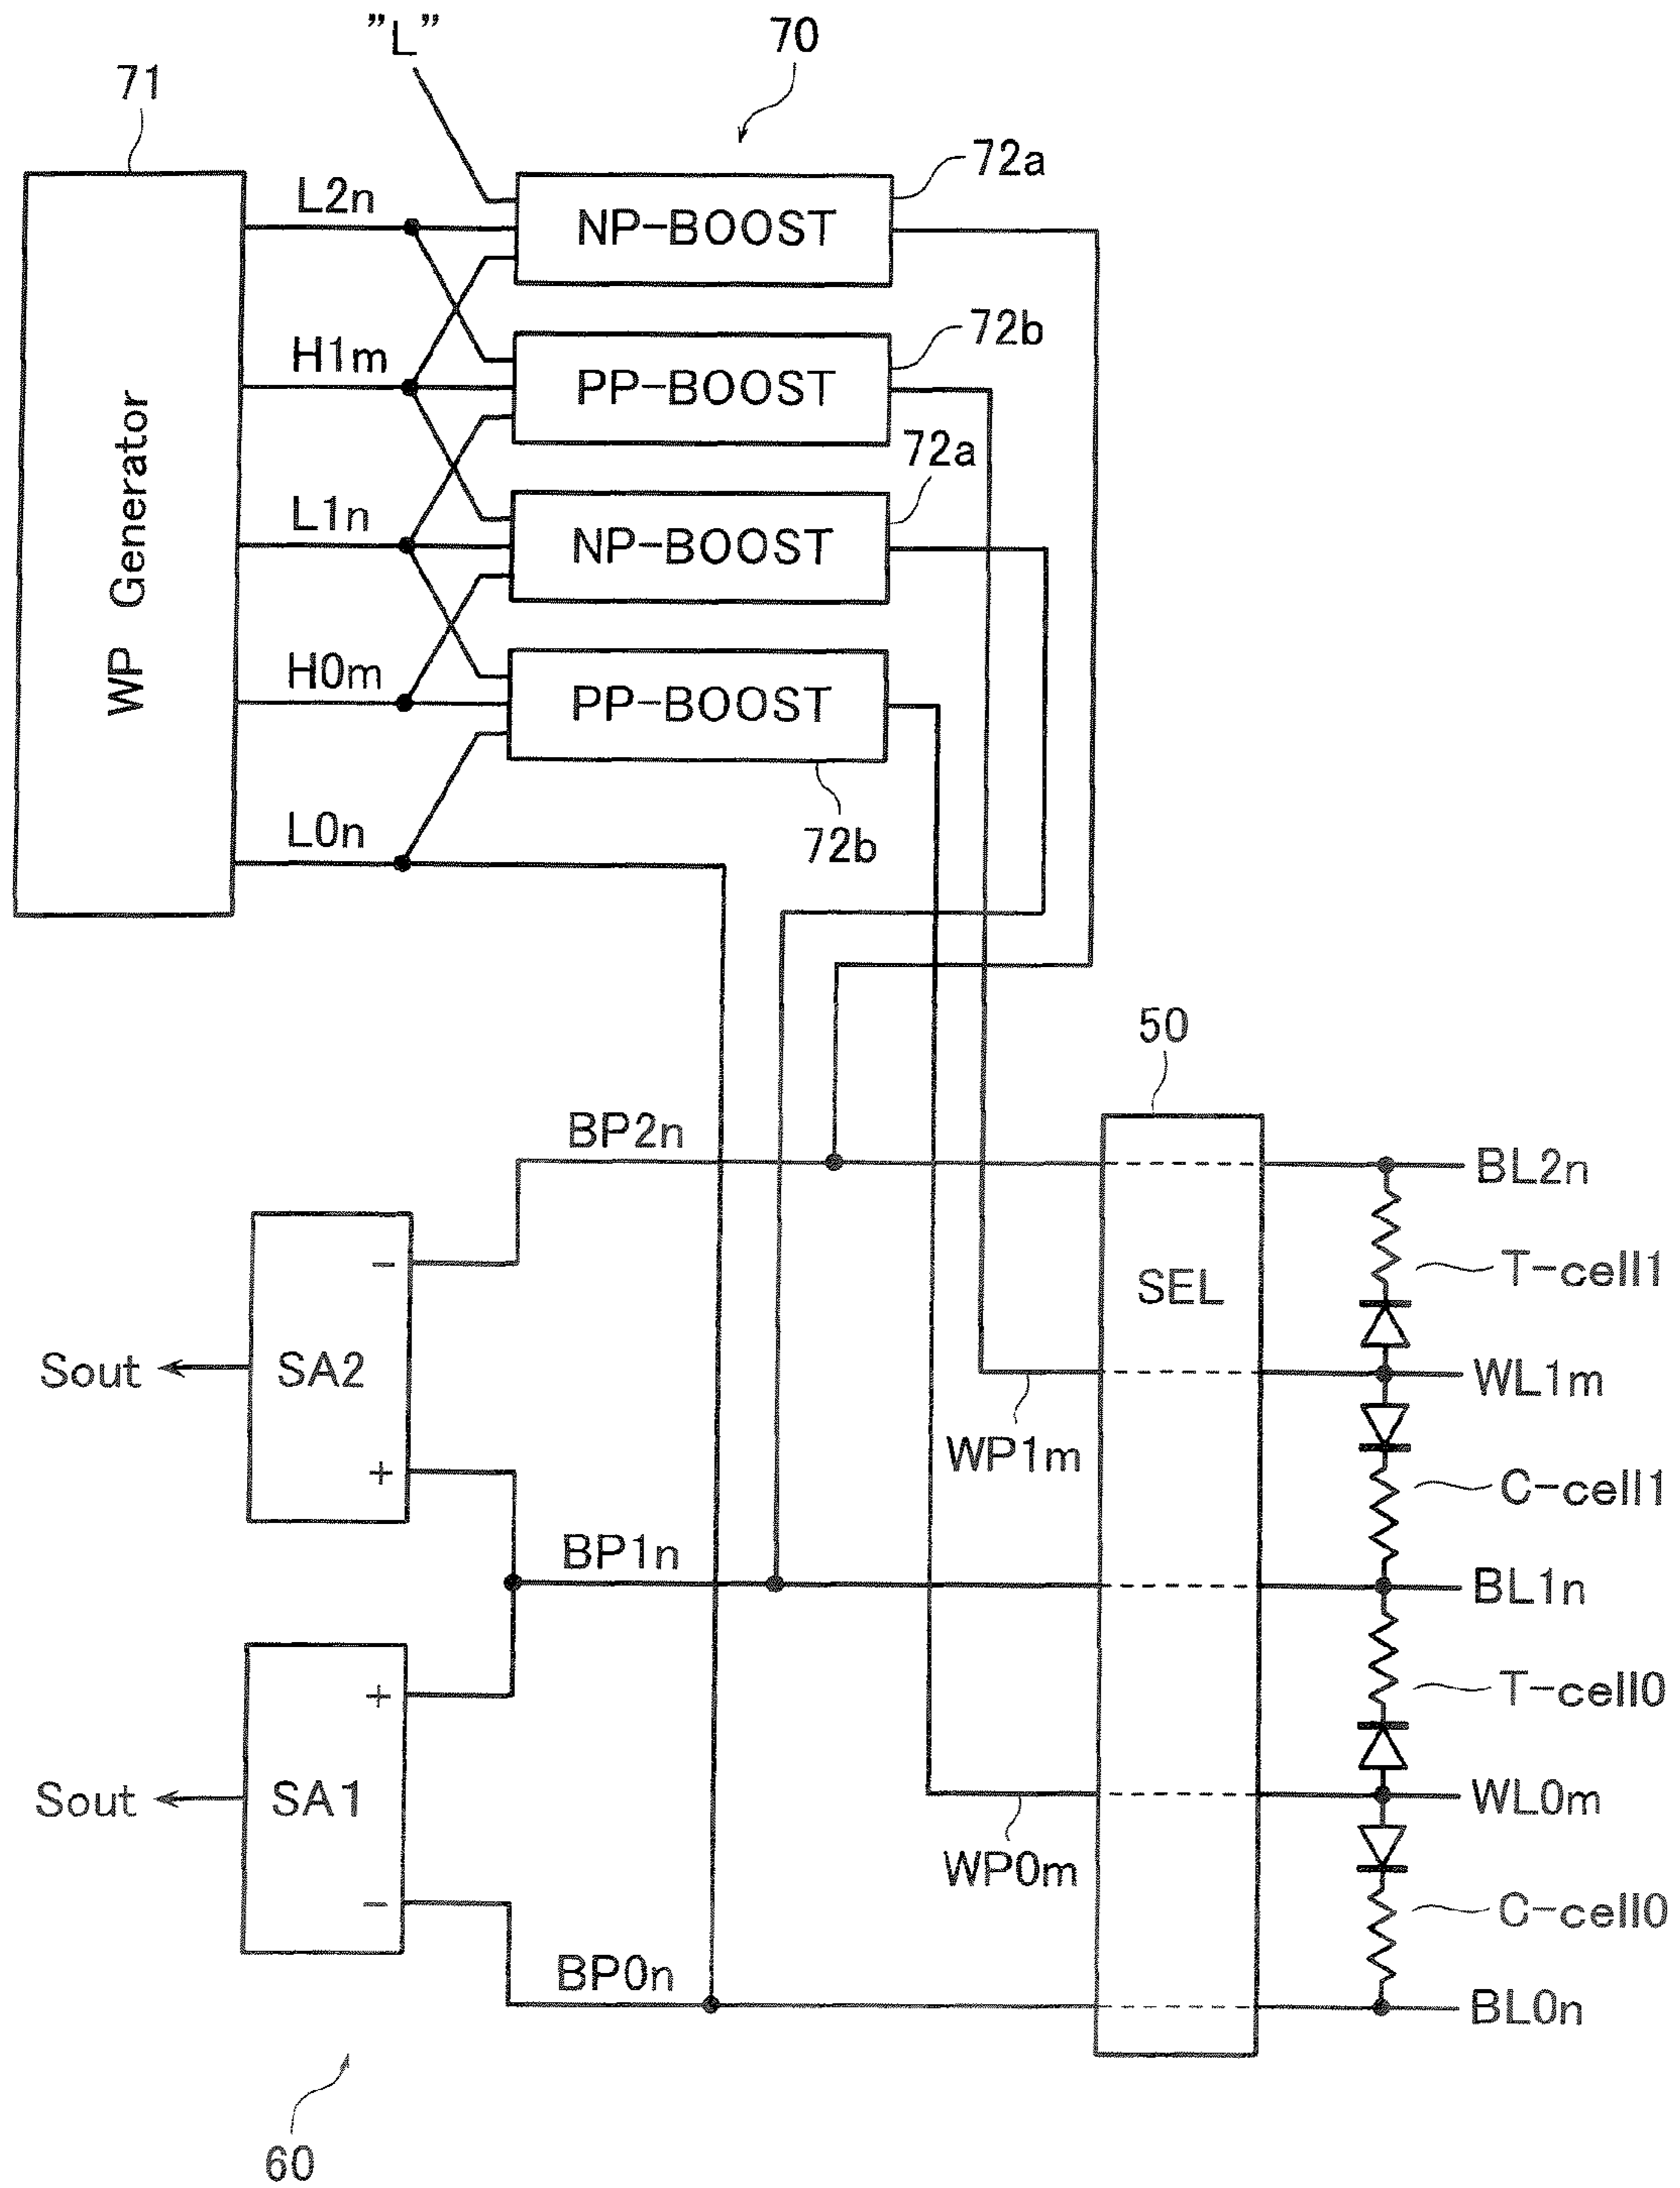 "L"
70
71
72a
L2n
NP-BOOST
72b
H1m
PP-BOOST
72a
L1n
NP-BOOST
WP Generator
H0m
PP-BOOST
L0n
72b
50
BP2n
BL2n
T-cell1
SEL
Sout
SA2
WL1m
WP1m
C-cell1
BP1n
BL1n
T-cell0
Sout
SA1
WL0m
WP0m
C-cell0
BP0n
BL0n
60